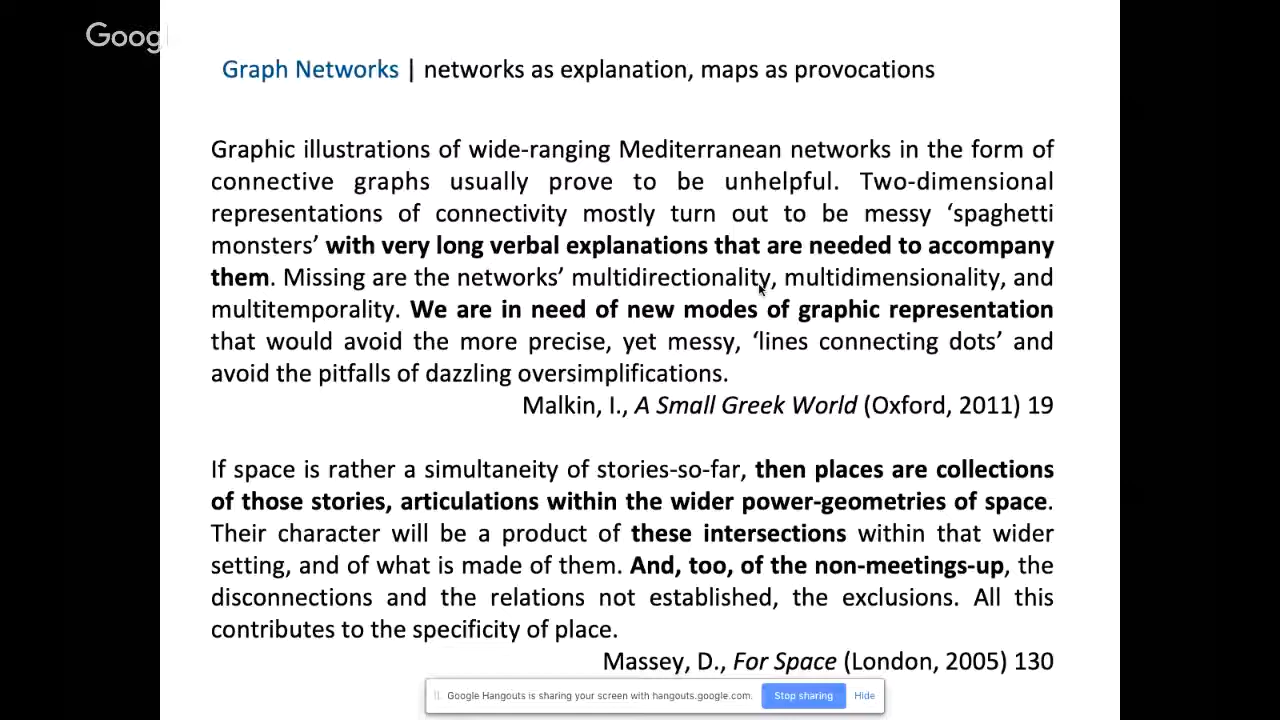 Goog
Graph Networks | networks as explanation, maps as provocations
Graphic illustrations of wide-ranging Mediterranean networks in the form of
connective graphs usually prove to be unhelpful. Two-dimensional
representations of connectivity mostly turn out to be messy ‘spaghetti
monsters’ with very long verbal explanations that are needed to accompany
them. Missing are the networks’ multidirectionality, multidimensionality, and
multitemporality. We are in need of new modes of graphic representation
that would avoid the more precise, yet messy, ‘lines connecting dots’ and
avoid the pitfalls of dazzling oversimplifications.
Malkin, I., A Small Greek World (Oxford, 2011) 19
If space is rather a simultaneity of stories-so-far, then places are collections
of those stories, articulations within the wider power-geometries of space.
Their character will be a product of these intersections within that wider
setting, and of what is made of them. And, too, of the non-meetings-up, the
disconnections and the relations not established, the exclusions. All this
contributes to the specificity of place.
Massey, D., For Space (London, 2005) 130
Google Hangouts is sharing your screen with hangouts.google.com. Stop sharing Hide